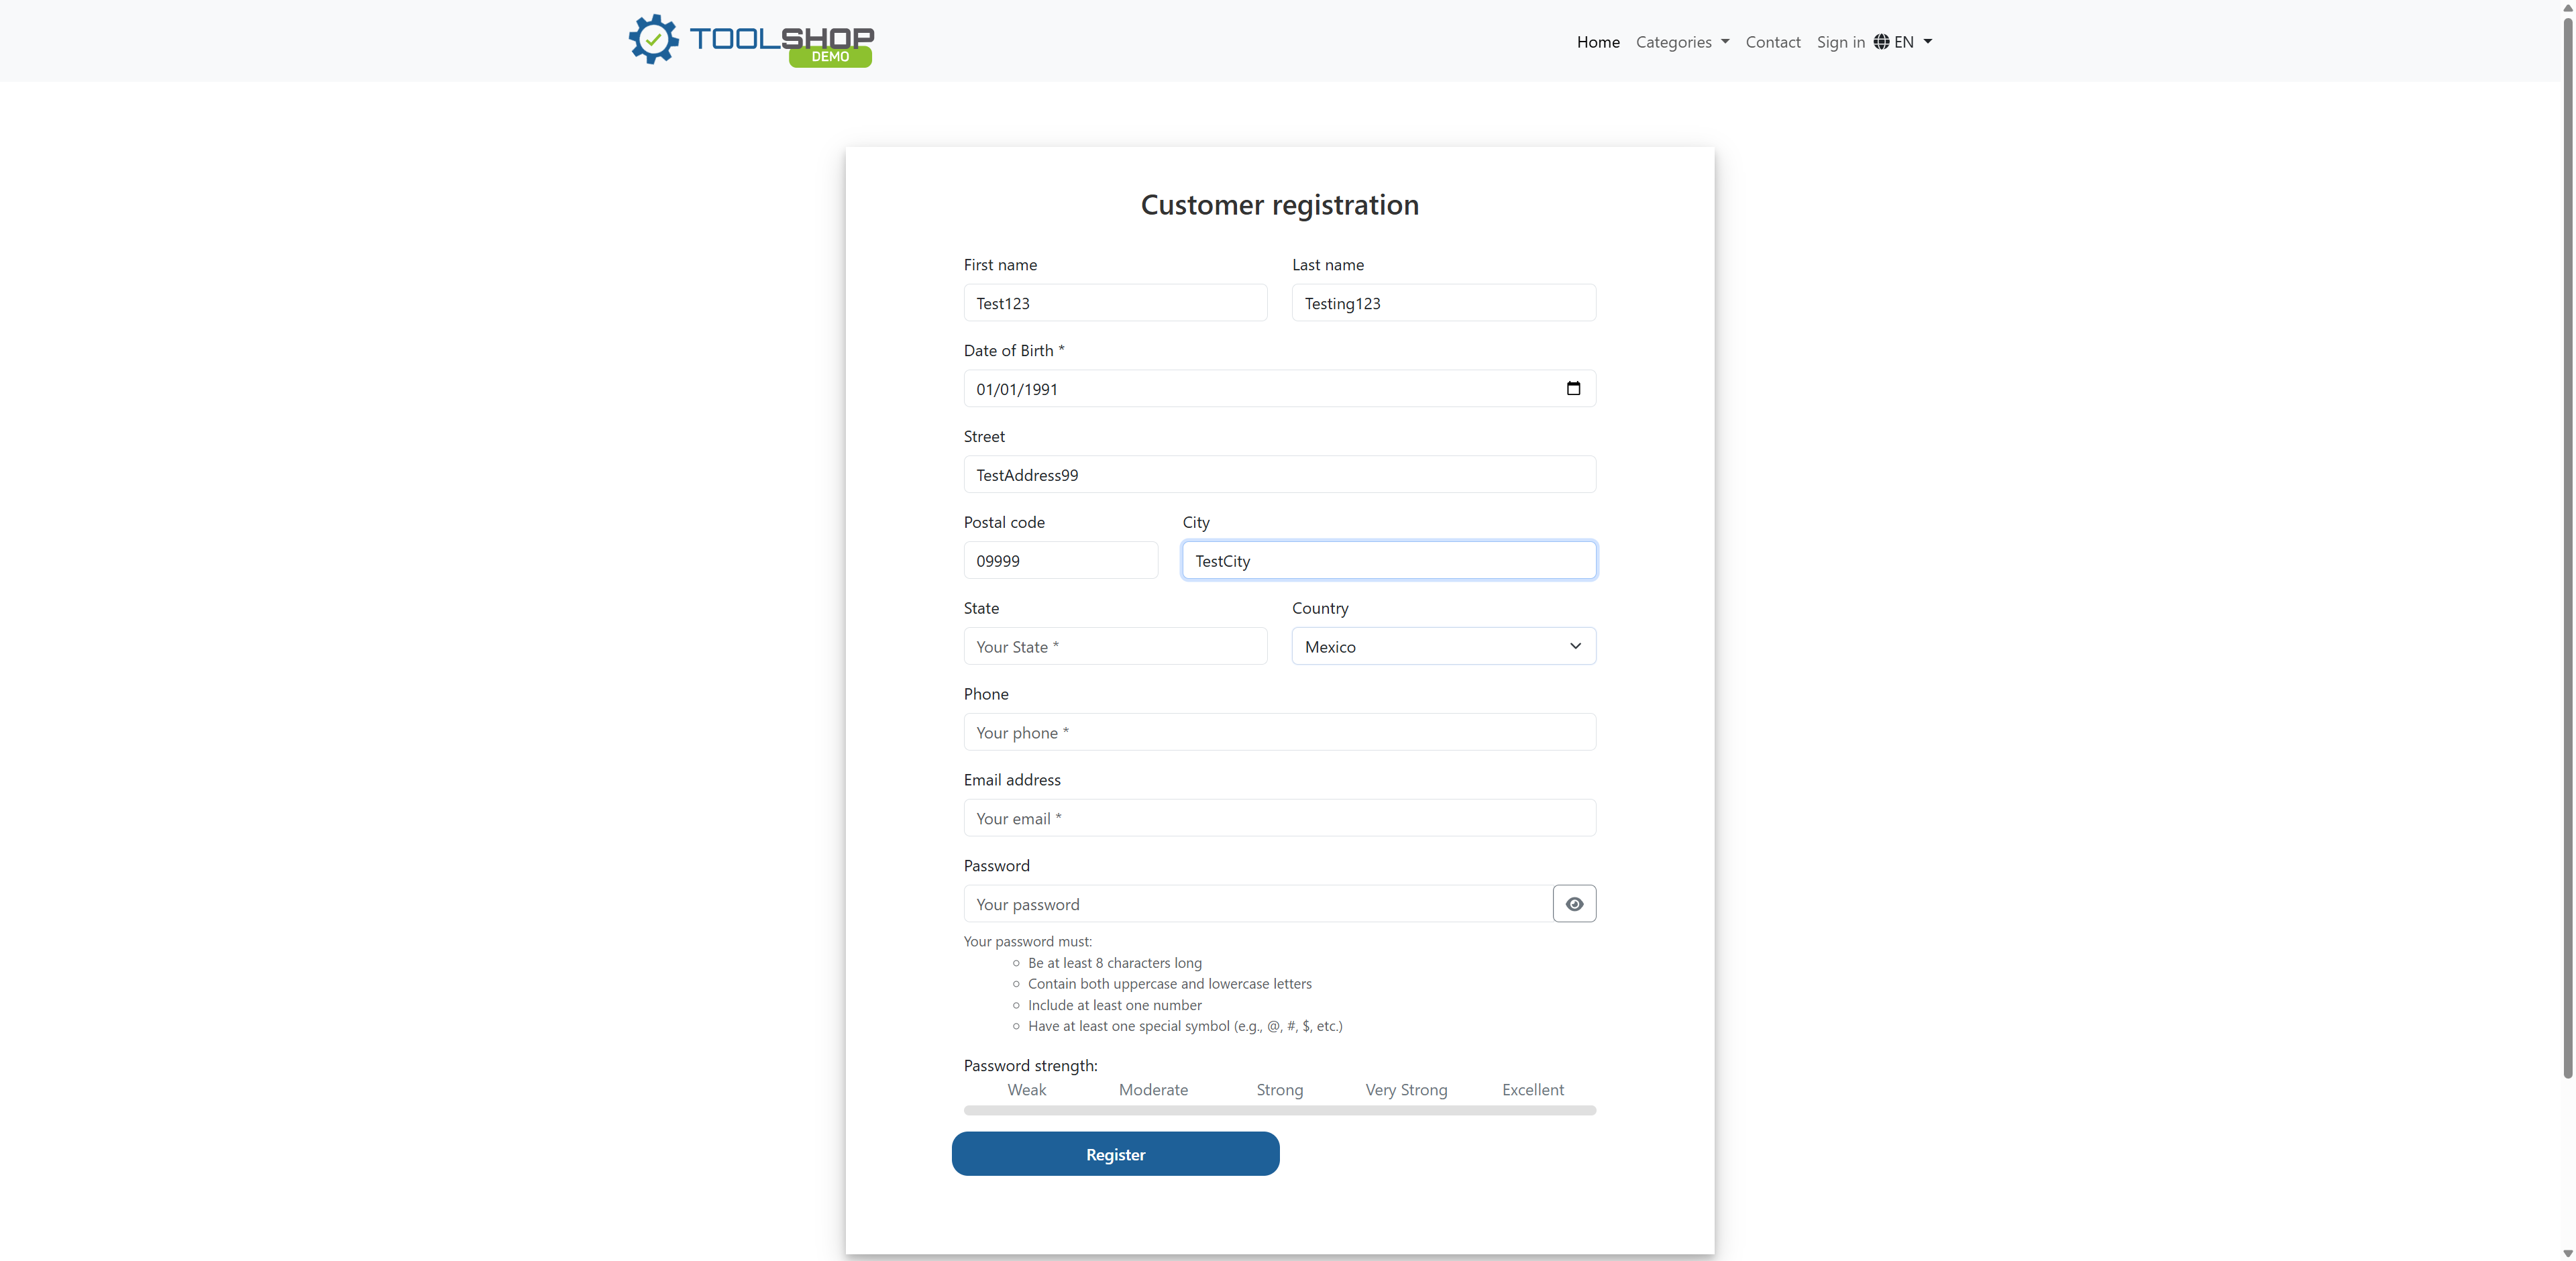 TOOLSHOP
DEMO
Home Categories Contact Sign in EN
Customer registration
First name Last name
Test123 Testing123
Date of Birth *
01/01/1991
Street
TestAddress99
Postal code City
09999 TestCity
State Country
Your State * Mexico
Phone
Your phone *
Email address
Your email *
Password
Your password
Your password must:
Be at least 8 characters long
Contain both uppercase and lowercase letters
Include at least one number
Have at least one special symbol (e.g., @, #, $, etc.)
Password strength:
Weak Moderate Strong Very Strong Excellent
Register